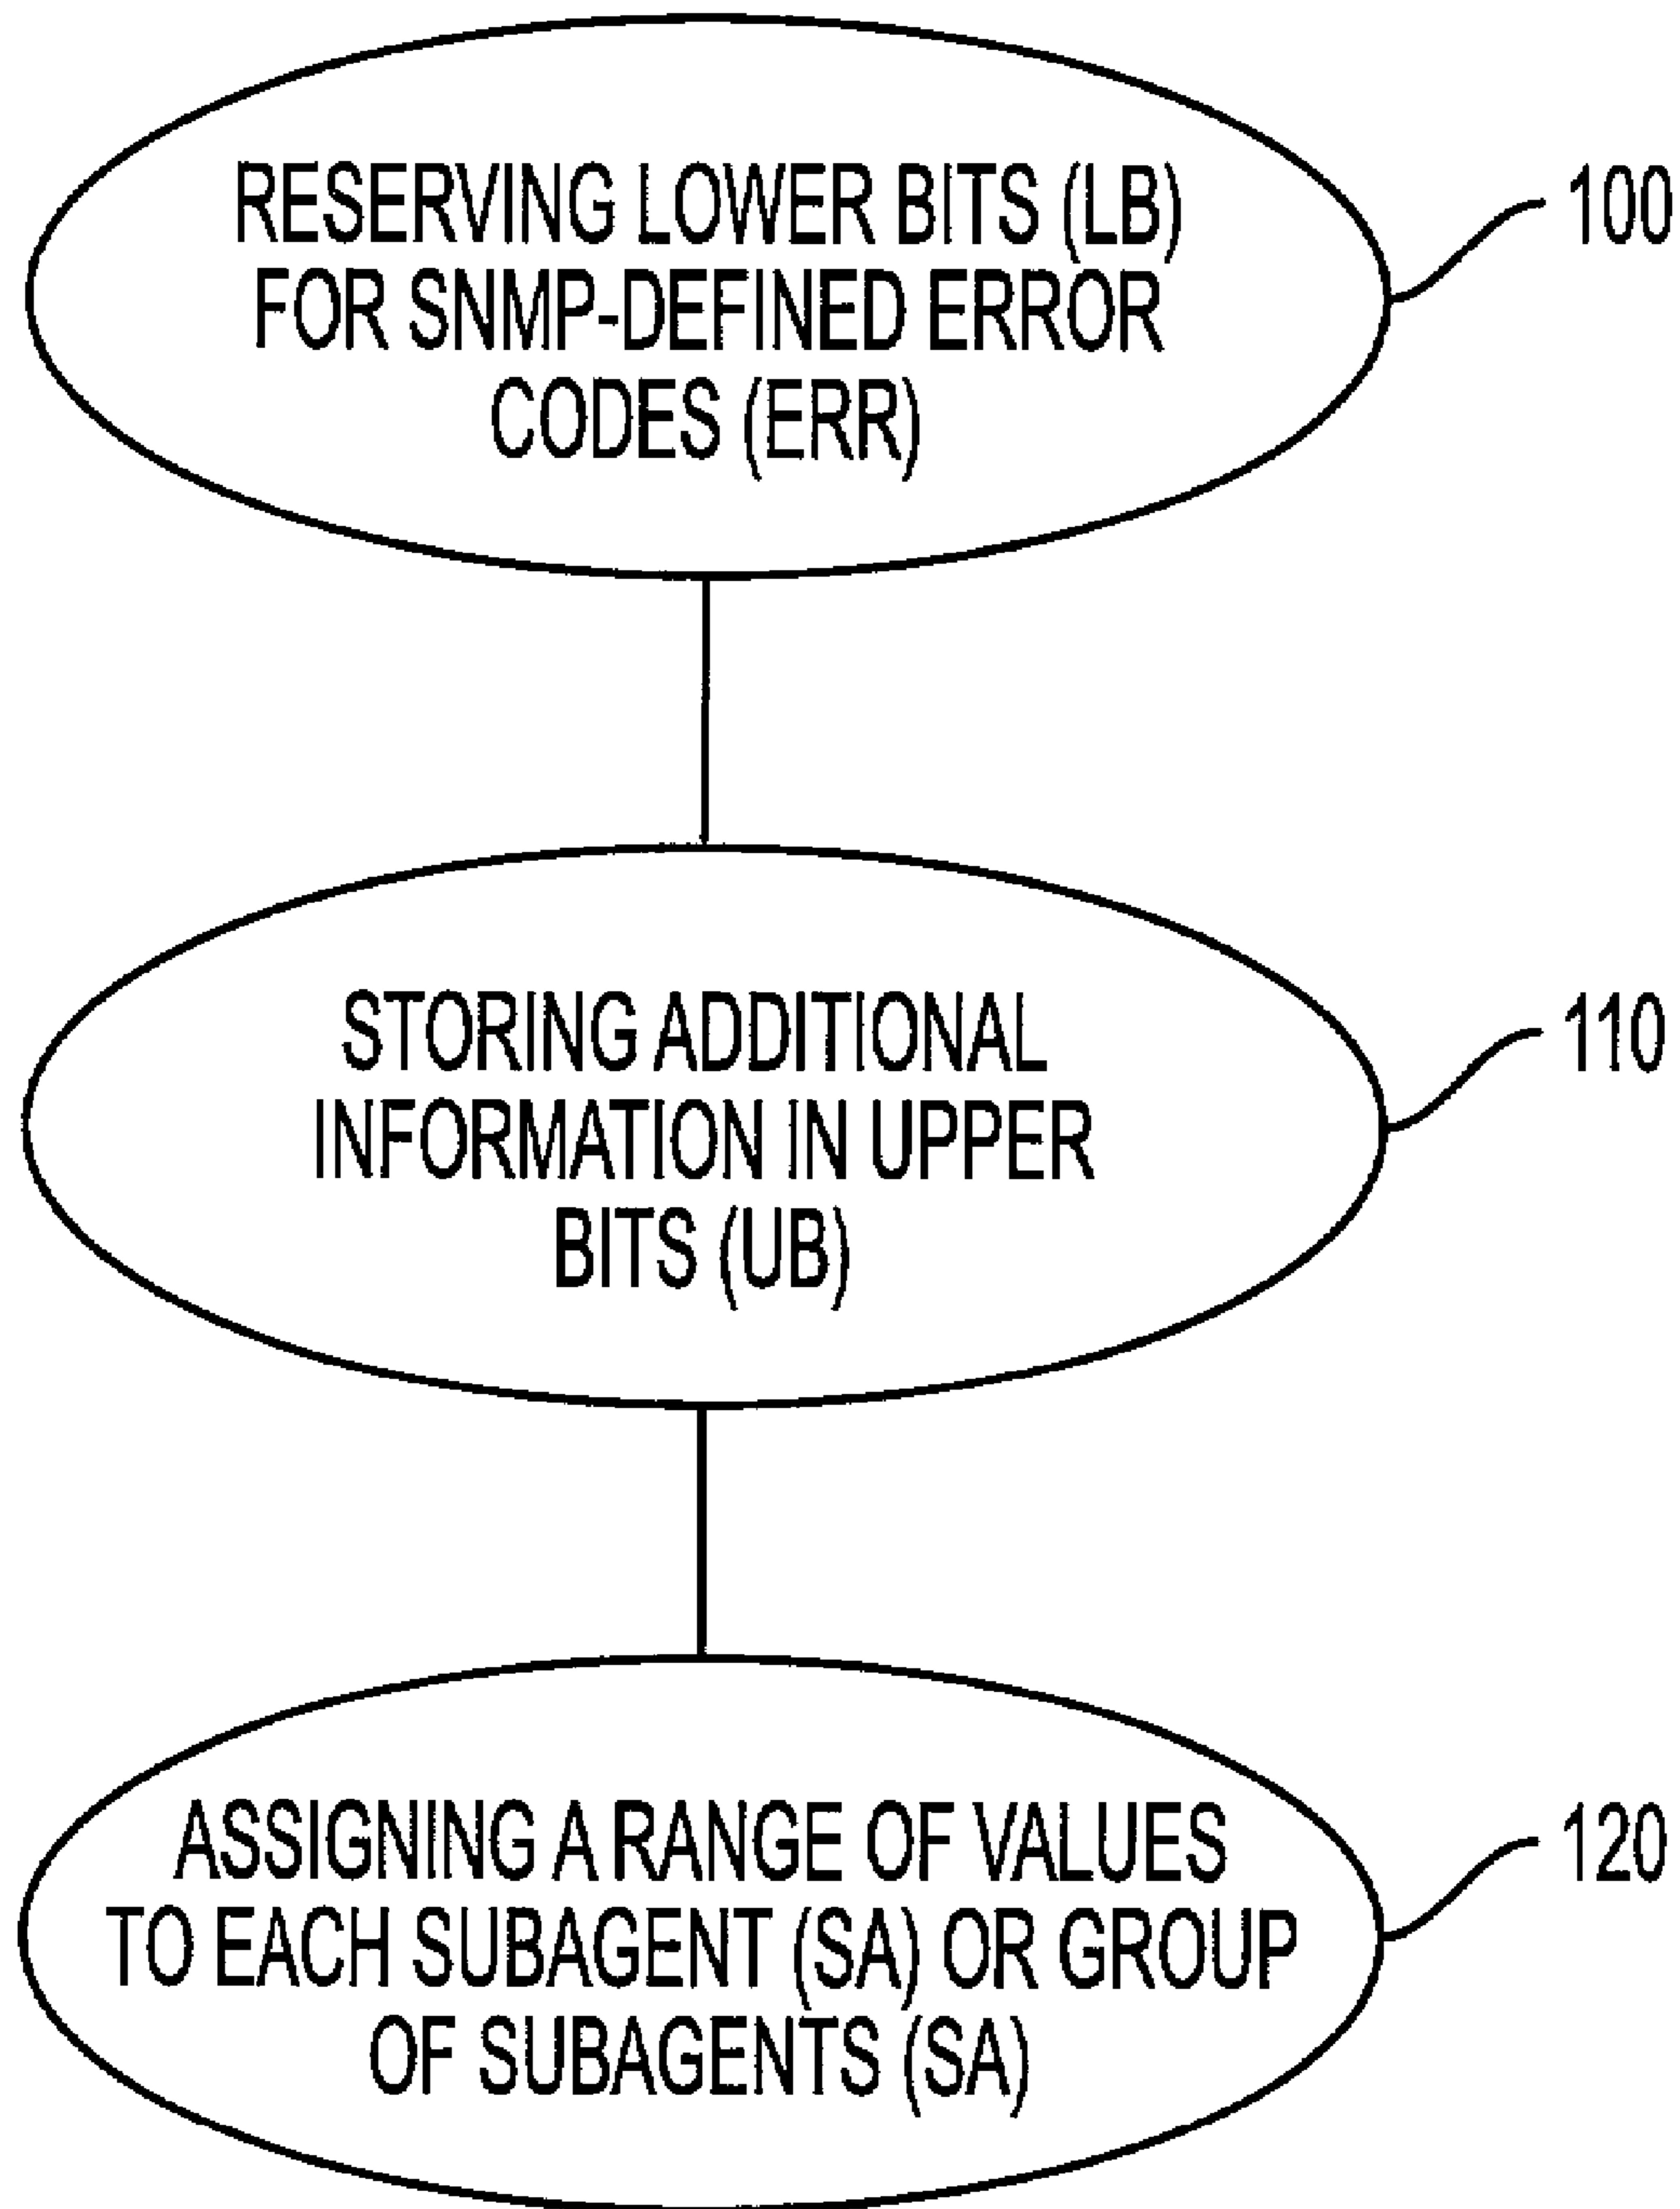 RESERVING LOWER BITS (LB)
FOR SNMP-DEFINED ERROR
CODES (ERR)
100
STORING ADDITIONAL
INFORMATION IN UPPER
BITS (UB)
110
ASSIGNING A RANGE OF VALUES
TO EACH SUBAGENT (SA) OR GROUP
OF SUBAGENTS (SA)
120